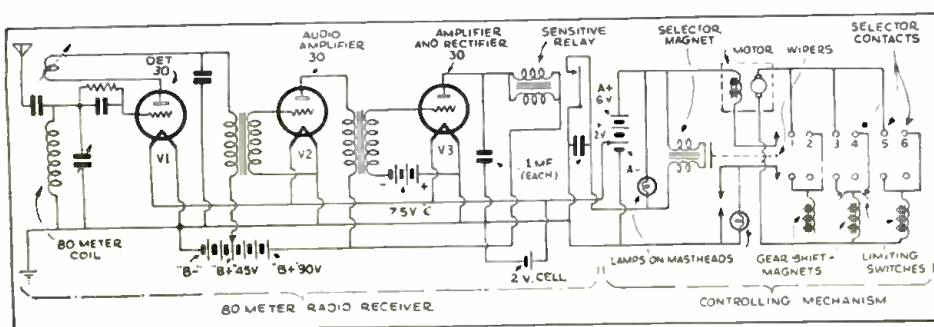 AUDIO
AMPLIFIER
30
AMPLIFIER
AND RECTIFIER
30
SENSITIVE
RELAY
SELECTOR
MAGNET
MOTOR
WIPERS
SELECTOR
CONTACTS
DET
30
A+
6V
+
2V
A-
1 2 3 4 5 6
V1
V2
V3
1 MF
(EACH)
- +
7.5V "C"
80 METER
COIL
"B-" "B+" 45V "B+" 90V
2 V. CELL
LAMPS ON MASTHEADS
GEAR SHIFT
MAGNETS
LIMITING
SWITCHES
80 METER RADIO RECEIVER
CONTROLLING MECHANISM